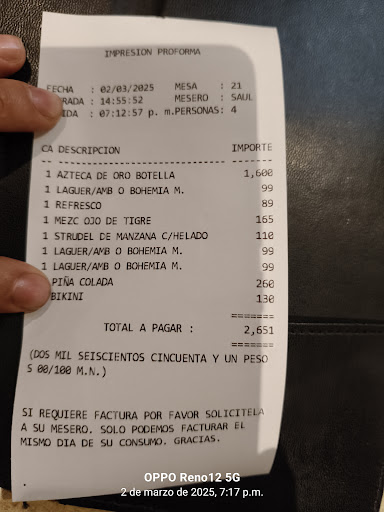 IMPRESION PROFORMA
FECHA : 02/03/2025 MESA : 21
RADA : 14:55:52 MESERO : SAUL
IDA : 07:12:57 p. m. PERSONAS: 4
CA DESCRIPCION IMPORTE
1 AZTECA DE ORO BOTELLA 1,600
1 LAGUER/AMB O BOHEMIA M. 99
1 REFRESCO 89
1 MEZC OJO DE TIGRE 165
1 STRUDEL DE MANZANA C/HELADO 110
1 LAGUER/AMB O BOHEMIA M. 99
1 LAGUER/AMB O BOHEMIA M. 99
PIÑA COLADA 260
BIKINI 130
=======
TOTAL A PAGAR : 2,651
=======
(DOS MIL SEISCIENTOS CINCUENTA Y UN PESO
S 00/100 M.N.)
SI REQUIERE FACTURA POR FAVOR SOLICITELA
A SU MESERO. SOLO PODEMOS FACTURAR EL
MISMO DIA DE SU CONSUMO. GRACIAS.
.
OPPO Reno12 5G
2 de marzo de 2025, 7:17 p.m.